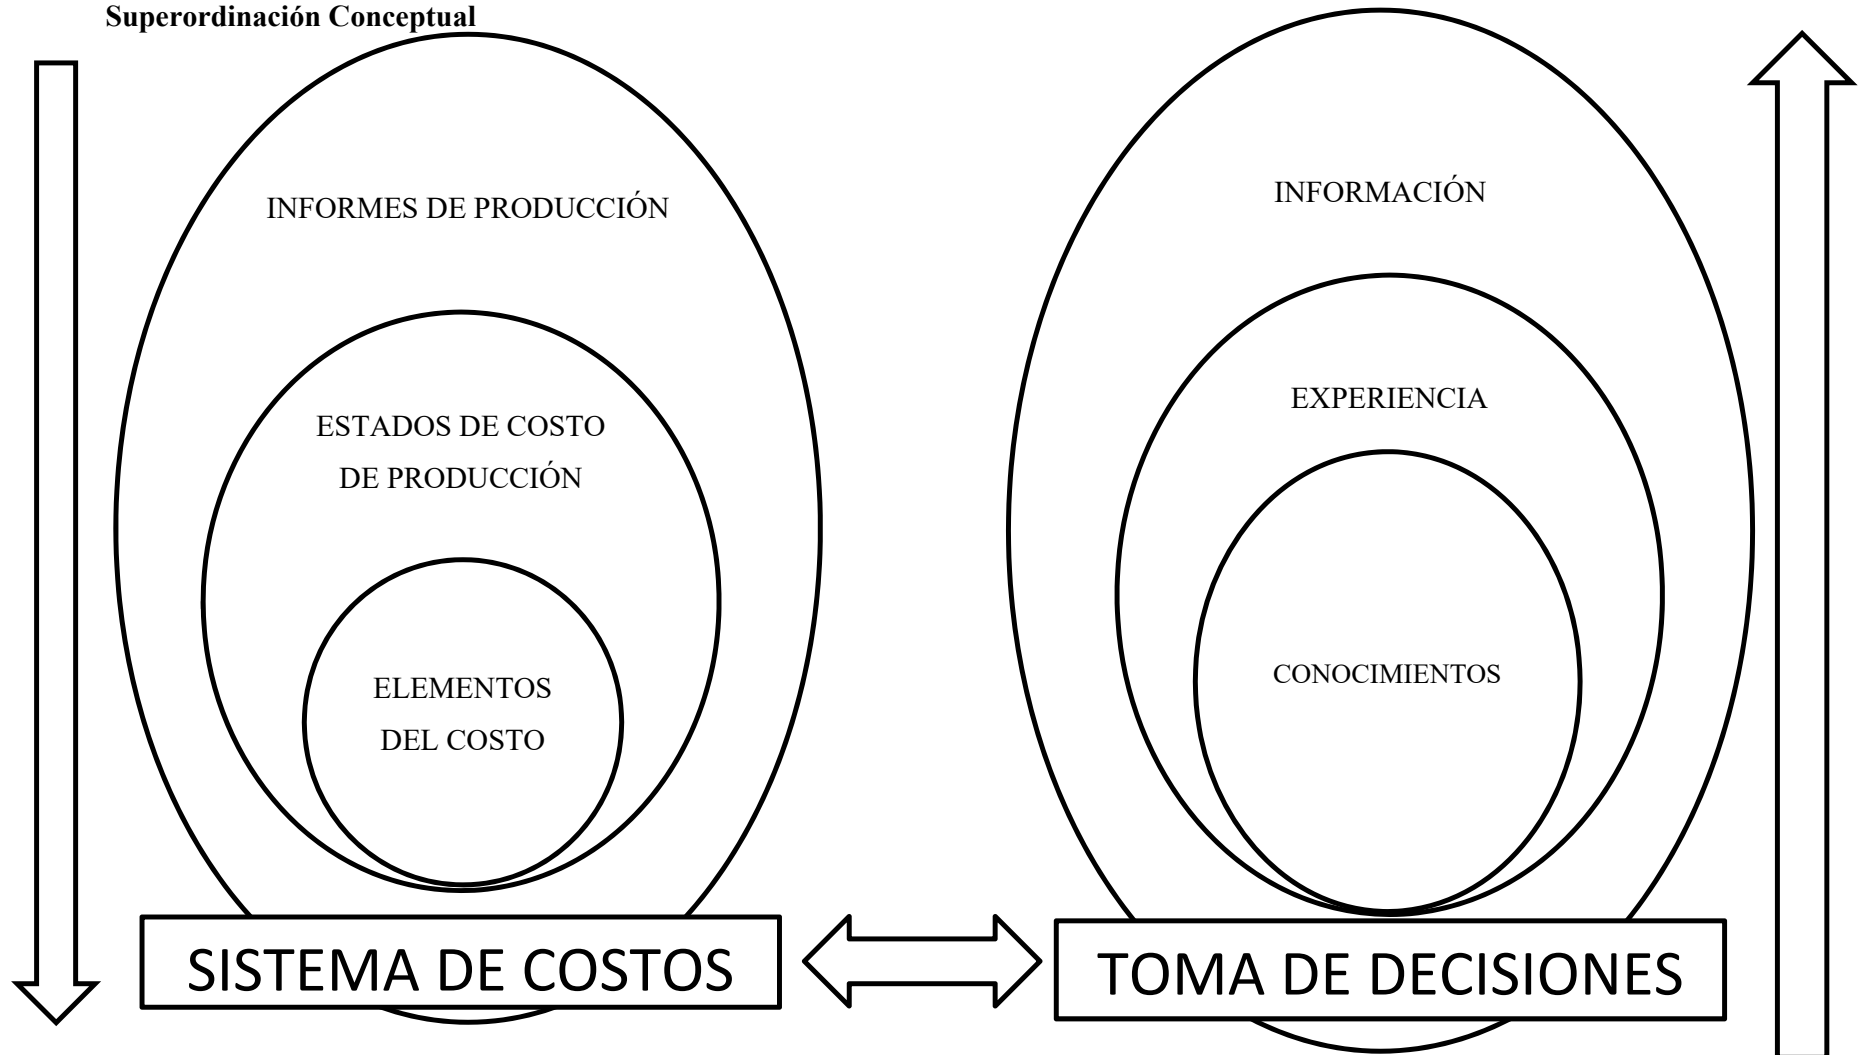 Superordinación Conceptual
INFORMES DE PRODUCCIÓN
ESTADOS DE COSTO
DE PRODUCCIÓN
ELEMENTOS
DEL COSTO
SISTEMA DE COSTOS
INFORMACIÓN
EXPERIENCIA
CONOCIMIENTOS
TOMA DE DECISIONES